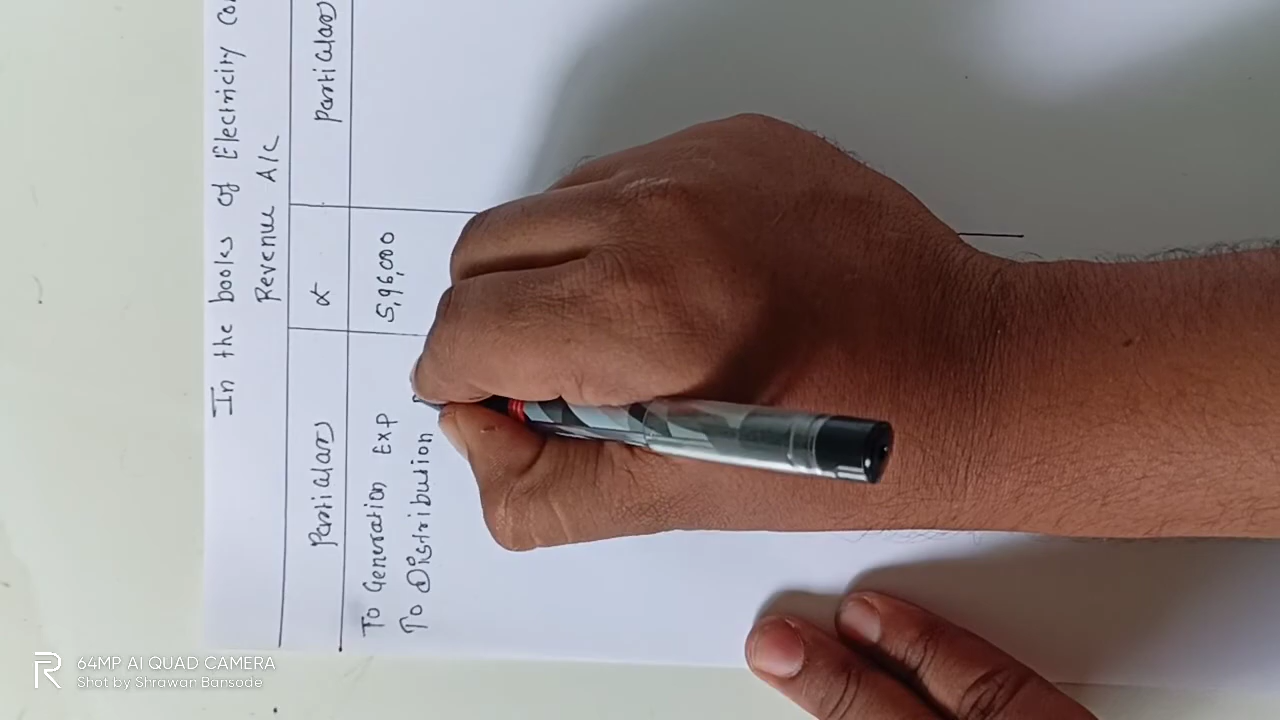 In the books of Electricity Co
Revenue A/C
Particulars ₹ Particulars
To Generation Exp 5,96,000
To Distribution
64MP AI QUAD CAMERA
Shot by Shrawan Bansode